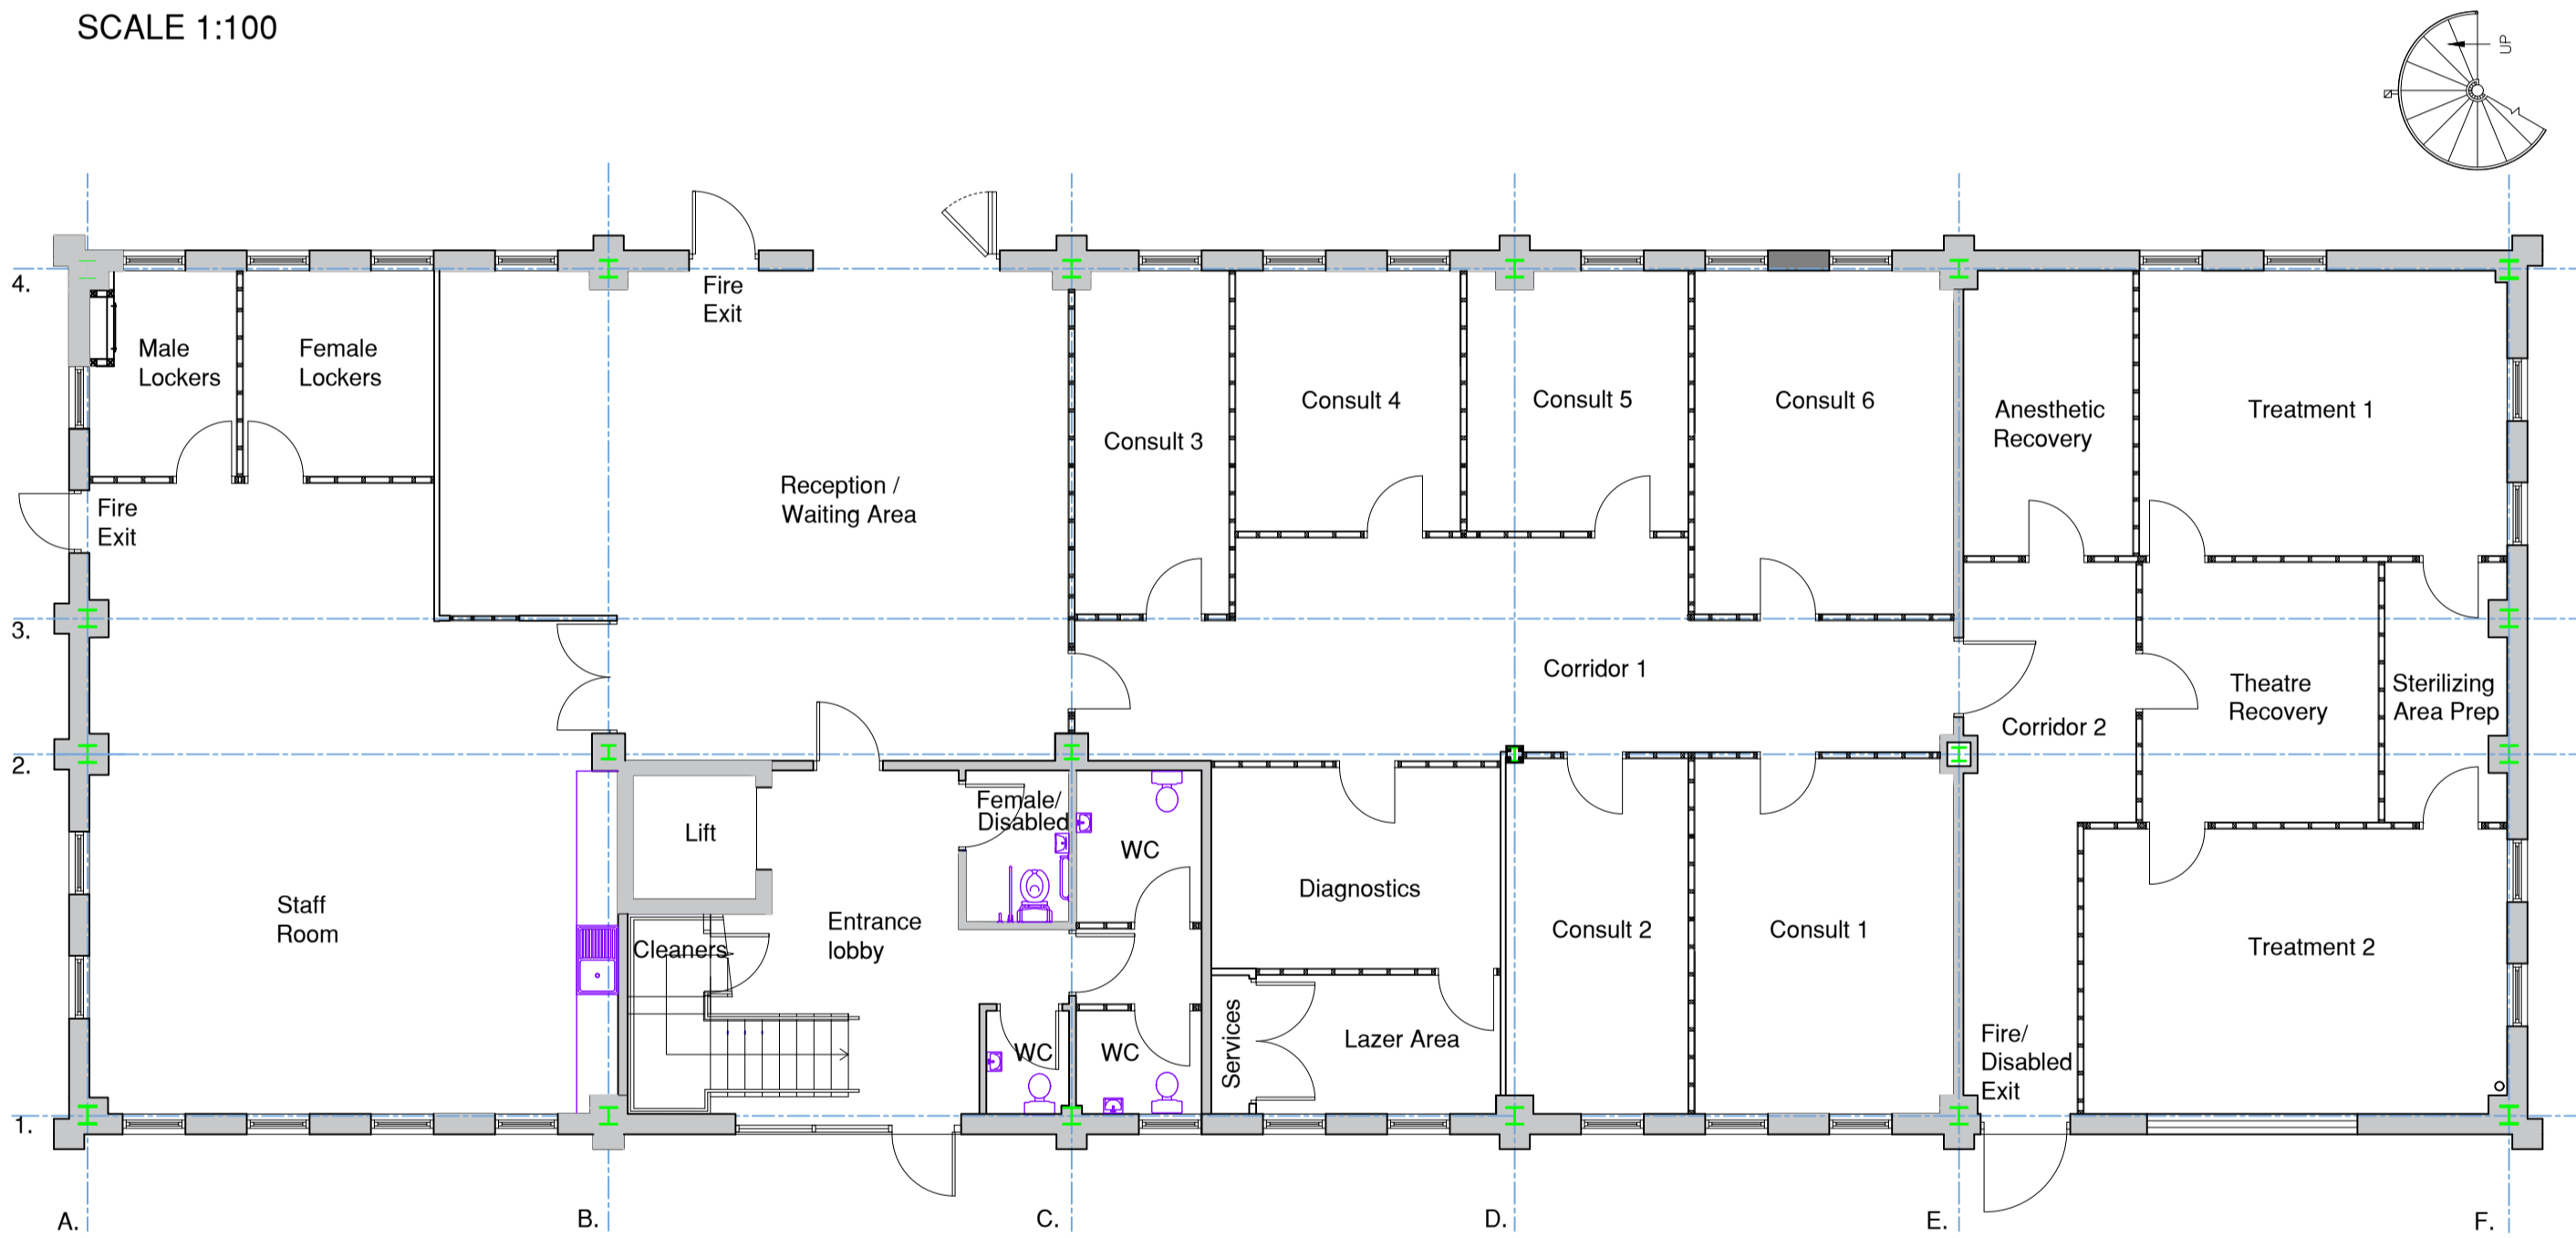 SCALE 1:100
UP
4.
Fire
Exit
Male
Lockers
Female
Lockers
Consult 3
Consult 4
Consult 5
Consult 6
Anesthetic
Recovery
Treatment 1
Reception /
Waiting Area
Fire
Exit
3.
Corridor 1
Corridor 2
Theatre
Recovery
Sterilizing
Area Prep
2.
Lift
Female/
Disabled
WC
Diagnostics
Staff
Room
Cleaners
Entrance
lobby
Consult 2
Consult 1
Treatment 2
WC
WC
Services
Lazer Area
Fire/
Disabled
Exit
1.
A.
B.
C.
D.
E.
F.